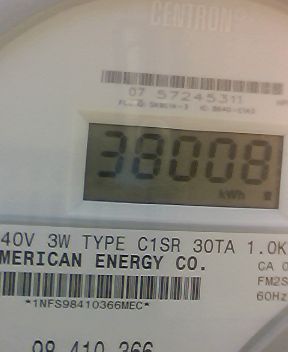 CENTRON
07 57245311
38008
kWh
40V 3W TYPE C1SR 30TA 1.0K
MERICAN ENERGY CO.
CA 0
FM2S
60Hz
*1NFS98410366MEC*
98 410 366